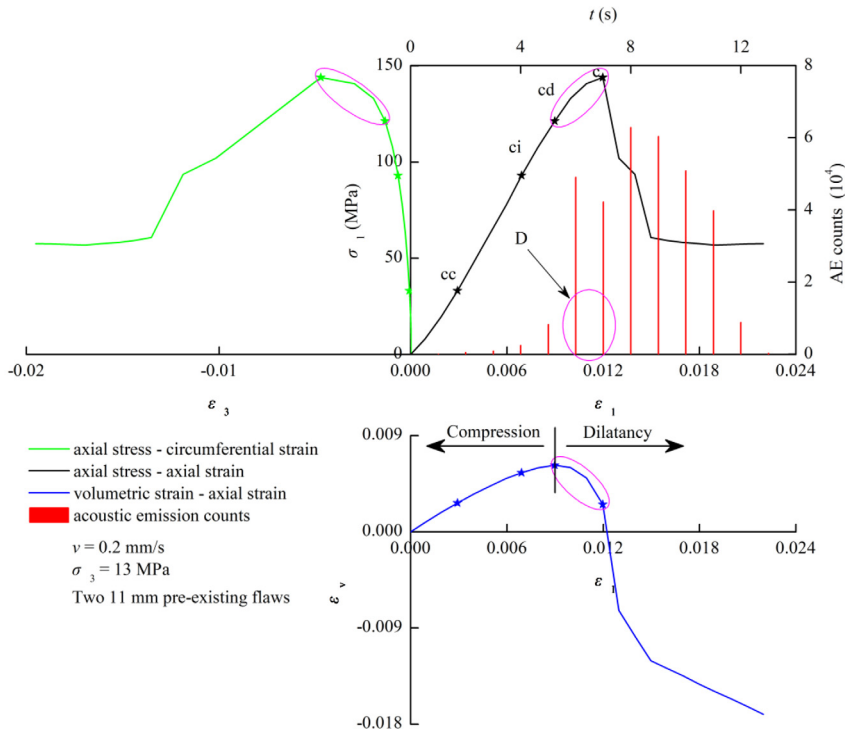 t (s)
0 4 8 12
150
100
50
0
σ 1 (MPa)
8
6
4
2
0
AE counts (10⁴)
c
cd
ci
cc
D
-0.02 -0.01 0.000 0.006 0.012 0.018 0.024
ε 3
ε 1
axial stress - circumferential strain
axial stress - axial strain
volumetric strain - axial strain
acoustic emission counts
v = 0.2 mm/s
σ 3 = 13 MPa
Two 11 mm pre-existing flaws
Compression Dilatancy
0.009
0.000
-0.009
-0.018
ε v
0.000 0.006 0.012 0.018 0.024
ε 1